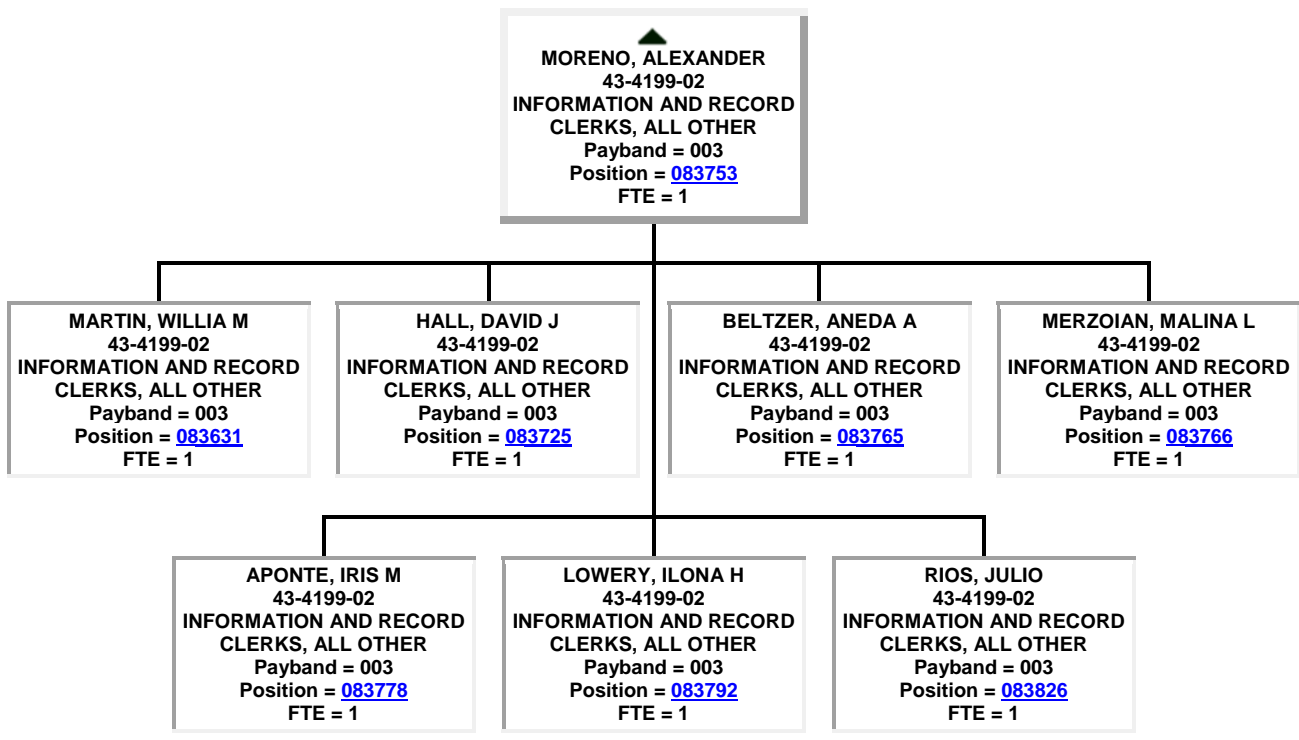 MORENO, ALEXANDER
43-4199-02
INFORMATION AND RECORD
CLERKS, ALL OTHER
Payband = 003
Position = 083753
FTE = 1
MARTIN, WILLIA M
43-4199-02
INFORMATION AND RECORD
CLERKS, ALL OTHER
Payband = 003
Position = 083631
FTE = 1
HALL, DAVID J
43-4199-02
INFORMATION AND RECORD
CLERKS, ALL OTHER
Payband = 003
Position = 083725
FTE = 1
BELTZER, ANEDA A
43-4199-02
INFORMATION AND RECORD
CLERKS, ALL OTHER
Payband = 003
Position = 083765
FTE = 1
MERZOIAN, MALINA L
43-4199-02
INFORMATION AND RECORD
CLERKS, ALL OTHER
Payband = 003
Position = 083766
FTE = 1
APONTE, IRIS M
43-4199-02
INFORMATION AND RECORD
CLERKS, ALL OTHER
Payband = 003
Position = 083778
FTE = 1
LOWERY, ILONA H
43-4199-02
INFORMATION AND RECORD
CLERKS, ALL OTHER
Payband = 003
Position = 083792
FTE = 1
RIOS, JULIO
43-4199-02
INFORMATION AND RECORD
CLERKS, ALL OTHER
Payband = 003
Position = 083826
FTE = 1